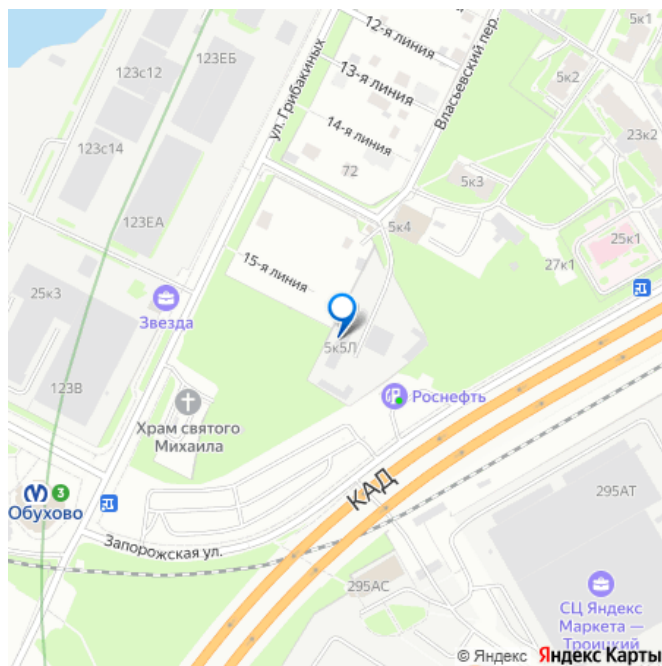 12-я линия
5к1
123с12
123ЕБ
ул. Грибакиных
13-я линия
Власьевский пер.
5к2
14-я линия
123с14
23к2
72
5к3
123ЕА
5к4
25к1
15-я линия
27к1
25к3
Звезда
5к5Л
123В
Роснефть
Храм святого
Михаила
КАД
3
Обухово
295АТ
Запорожская ул.
295АС
СЦ Яндекс
Маркета —
Троицкий
© Яндекс Яндекс Карты